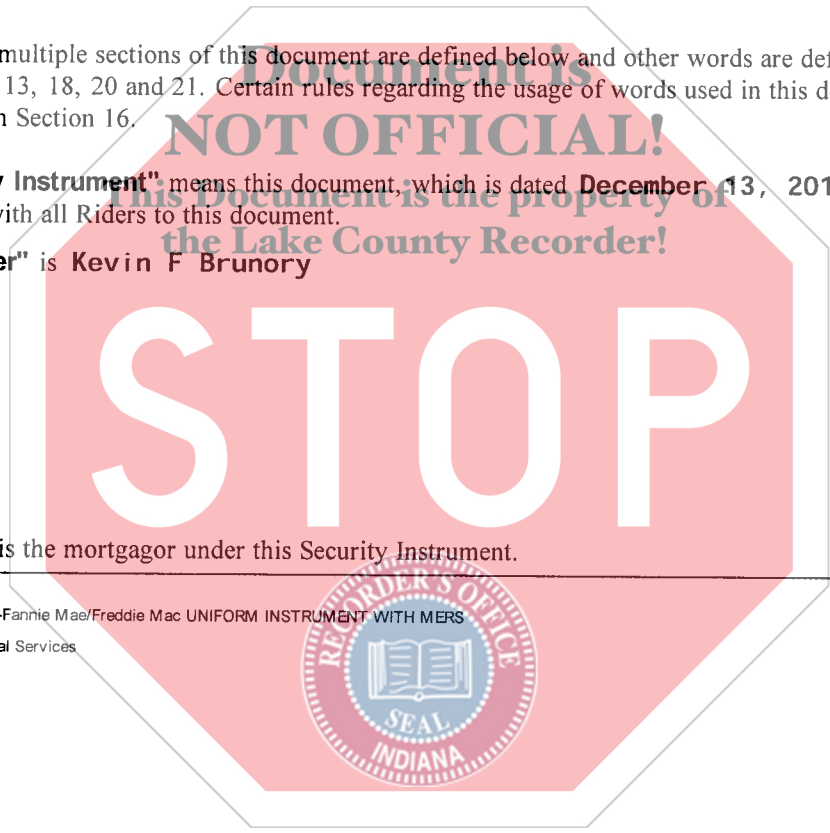 multiple sections of this document are defined below and other words are def
Document is
13, 18, 20 and 21. Certain rules regarding the usage of words used in this d
n Section 16.
NOT OFFICIAL!
y Instrument" means this document, which is dated December 13, 201
This Document is the property of
with all Riders to this document.
the Lake County Recorder!
er" is Kevin F Brunory
STOP
is the mortgagor under this Security Instrument.
-Fannie Mae/Freddie Mac UNIFORM INSTRUMENT WITH MERS
al Services
RECORDER'S OFFICE
SEAL
INDIANA